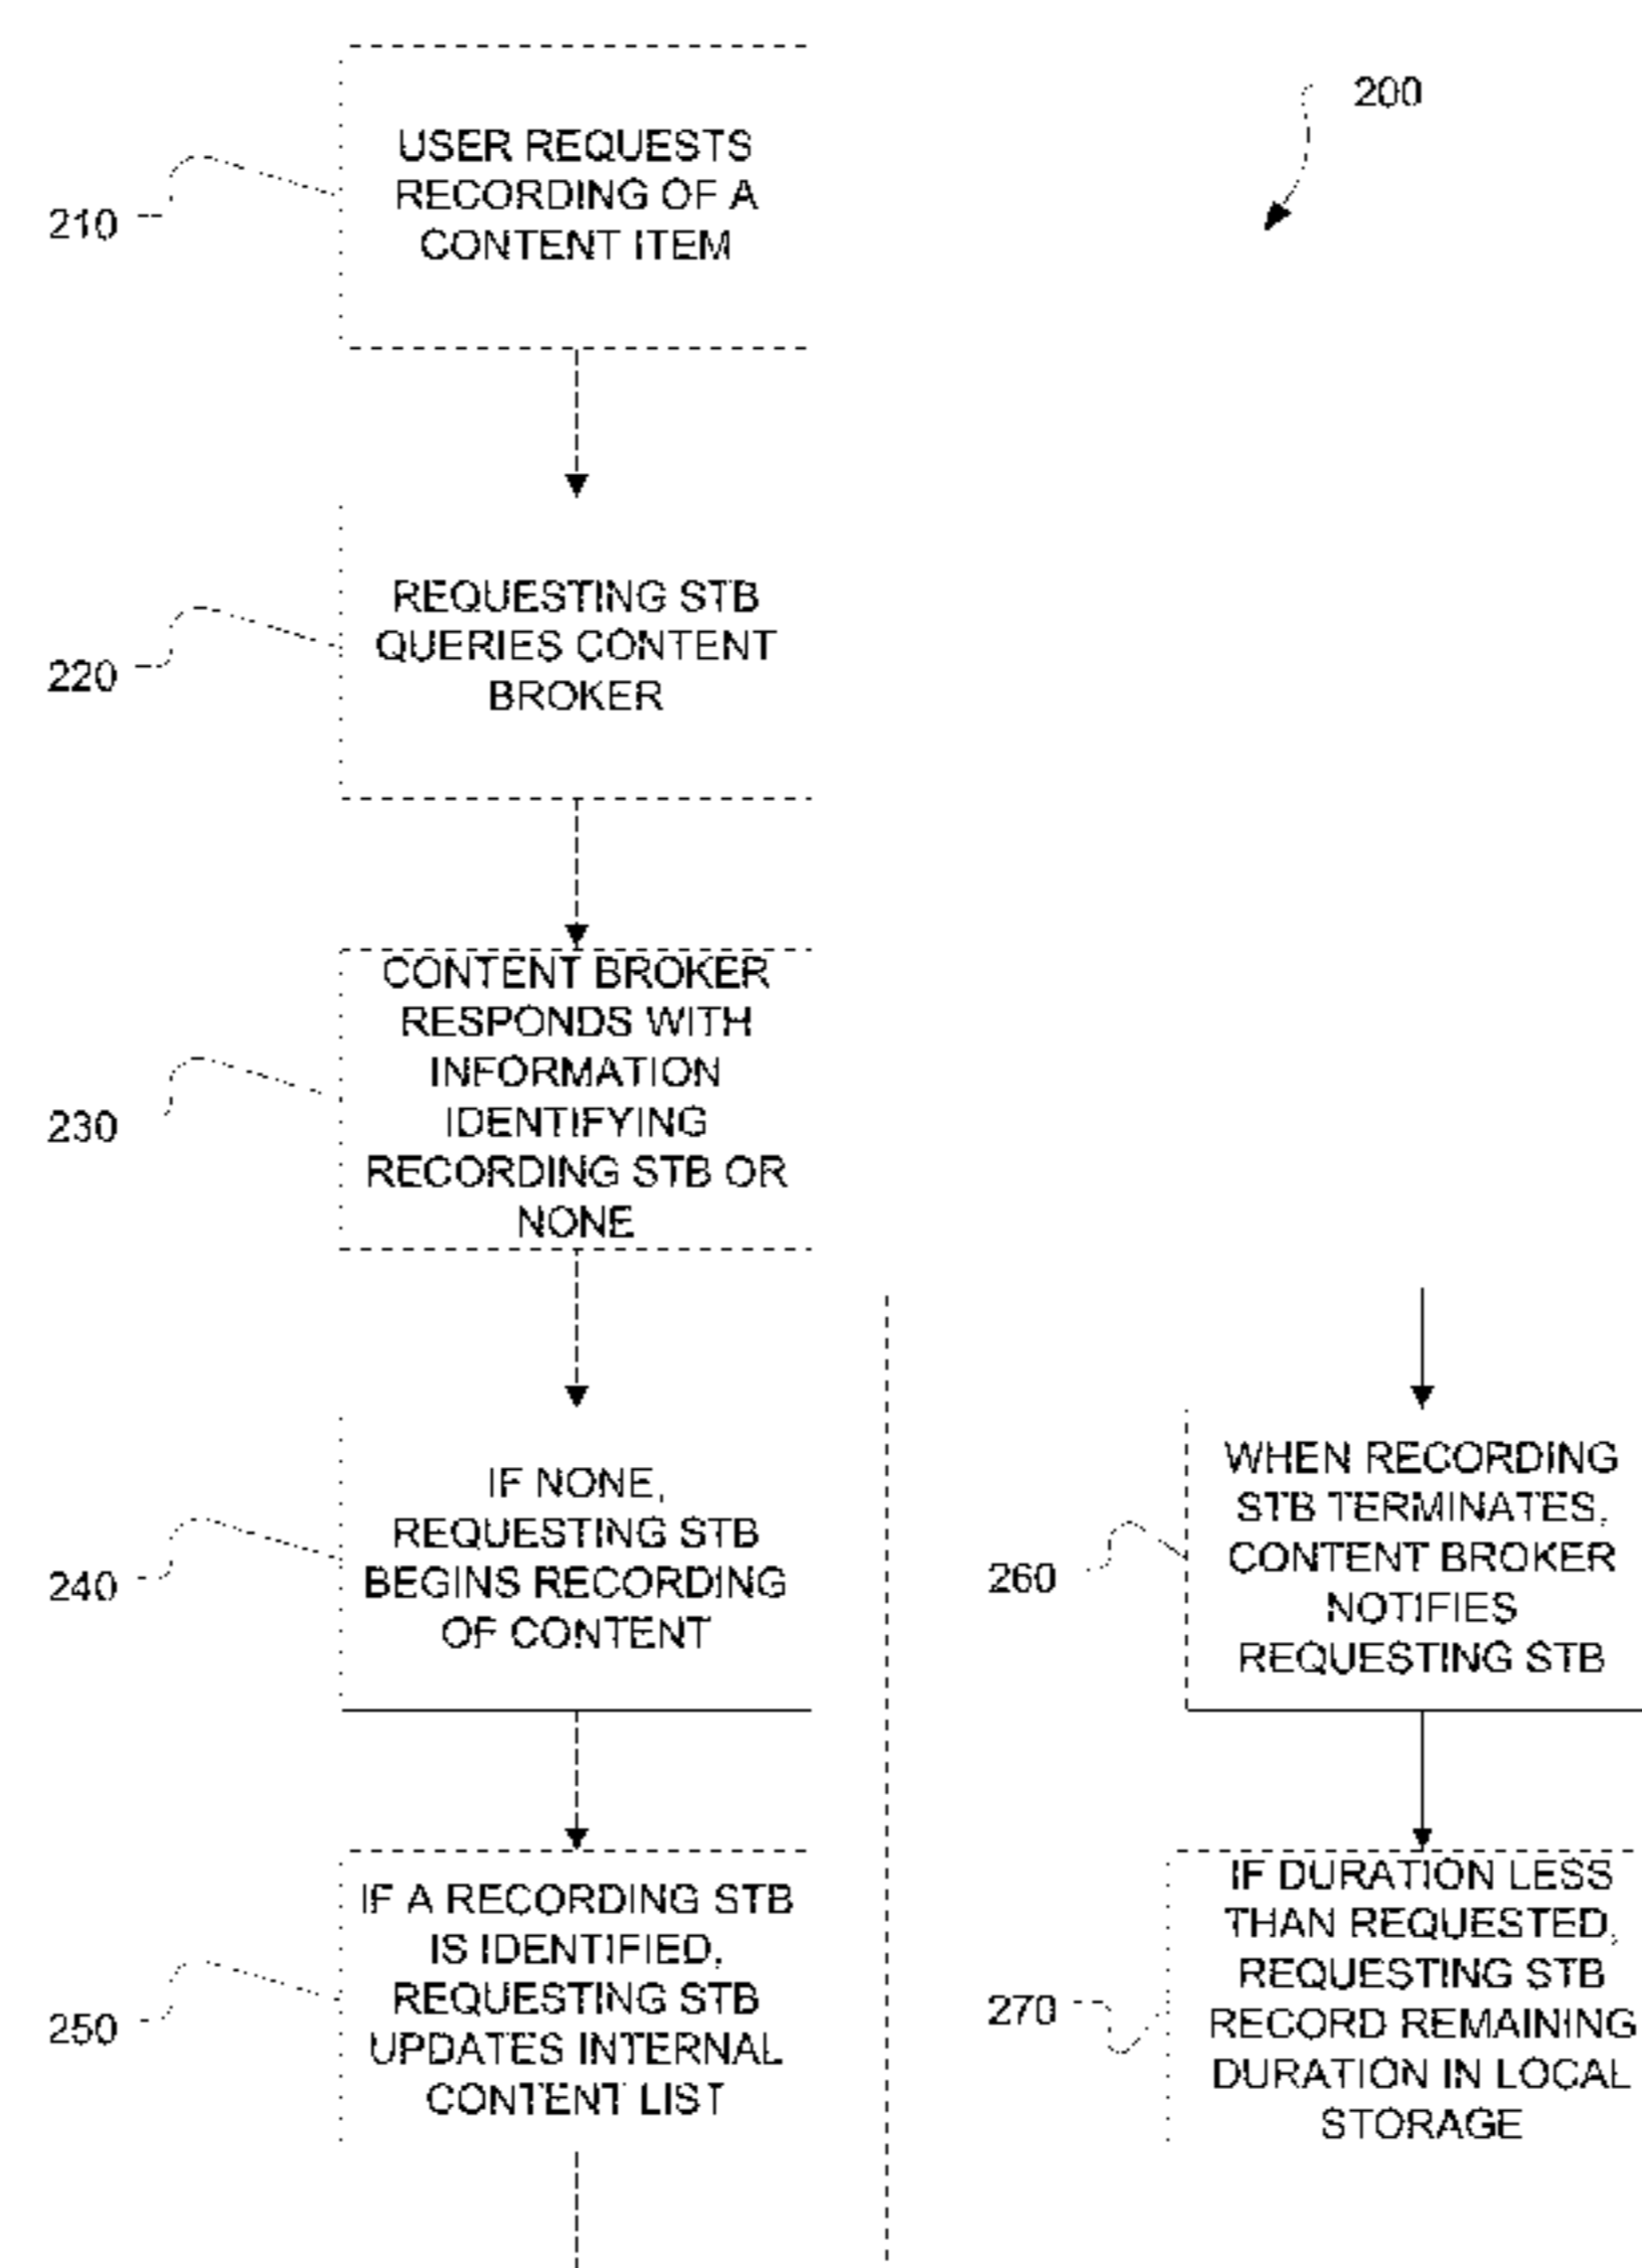 200
210
USER REQUESTS
RECORDING OF A
CONTENT ITEM
220
REQUESTING STB
QUERIES CONTENT
BROKER
230
CONTENT BROKER
RESPONDS WITH
INFORMATION
IDENTIFYING
RECORDING STB OR
NONE
240
IF NONE,
REQUESTING STB
BEGINS RECORDING
OF CONTENT
250
IF A RECORDING STB
IS IDENTIFIED,
REQUESTING STB
UPDATES INTERNAL
CONTENT LIST
260
WHEN RECORDING
STB TERMINATES,
CONTENT BROKER
NOTIFIES
REQUESTING STB
270
IF DURATION LESS
THAN REQUESTED,
REQUESTING STB
RECORD REMAINING
DURATION IN LOCAL
STORAGE